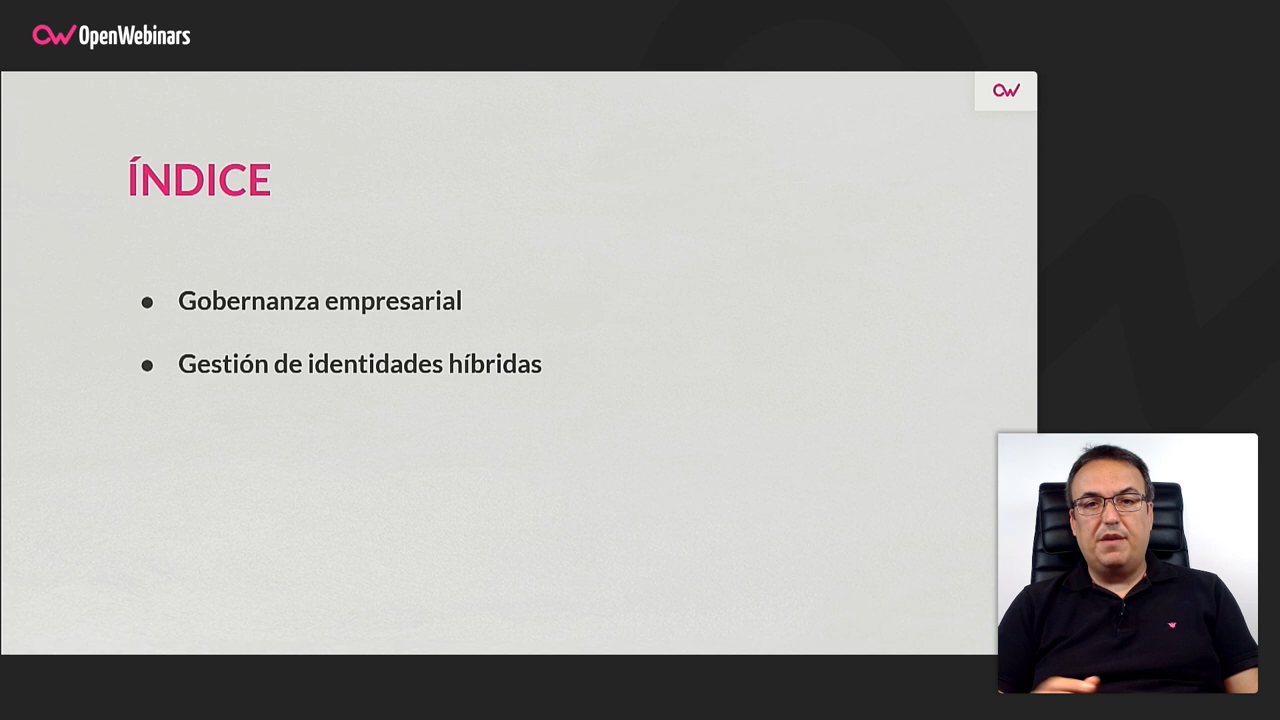 OpenWebinars
ÍNDICE
● Gobernanza empresarial
● Gestión de identidades híbridas